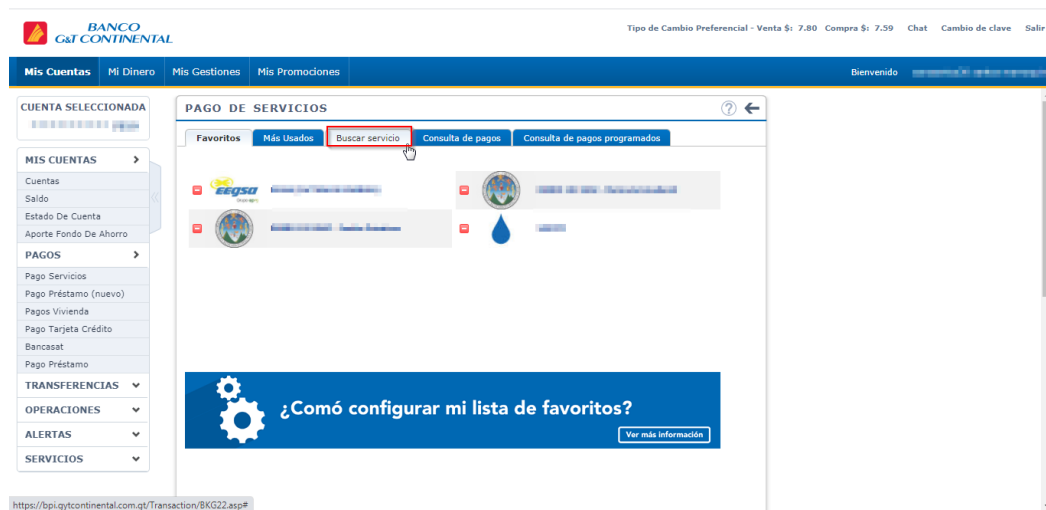 BANCO
G&T CONTINENTAL
Tipo de Cambio Preferencial - Venta $: 7.80 Compra $: 7.59 Chat Cambio de clave Salir
Mis Cuentas Mi Dinero Mis Gestiones Mis Promociones Bienvenido
CUENTA SELECCIONADA
MIS CUENTAS
Cuentas
Saldo
Estado De Cuenta
Aporte Fondo De Ahorro
PAGOS
Pago Servicios
Pago Préstamo (nuevo)
Pagos Vivienda
Pago Tarjeta Crédito
Bancasat
Pago Préstamo
TRANSFERENCIAS
OPERACIONES
ALERTAS
SERVICIOS
PAGO DE SERVICIOS
Favoritos Más Usados Buscar servicio Consulta de pagos Consulta de pagos programados
EEGSA
¿Comó configurar mi lista de favoritos?
Ver más información
https://bpi.gytcontinental.com.gt/Transaction/BKG22.asp#